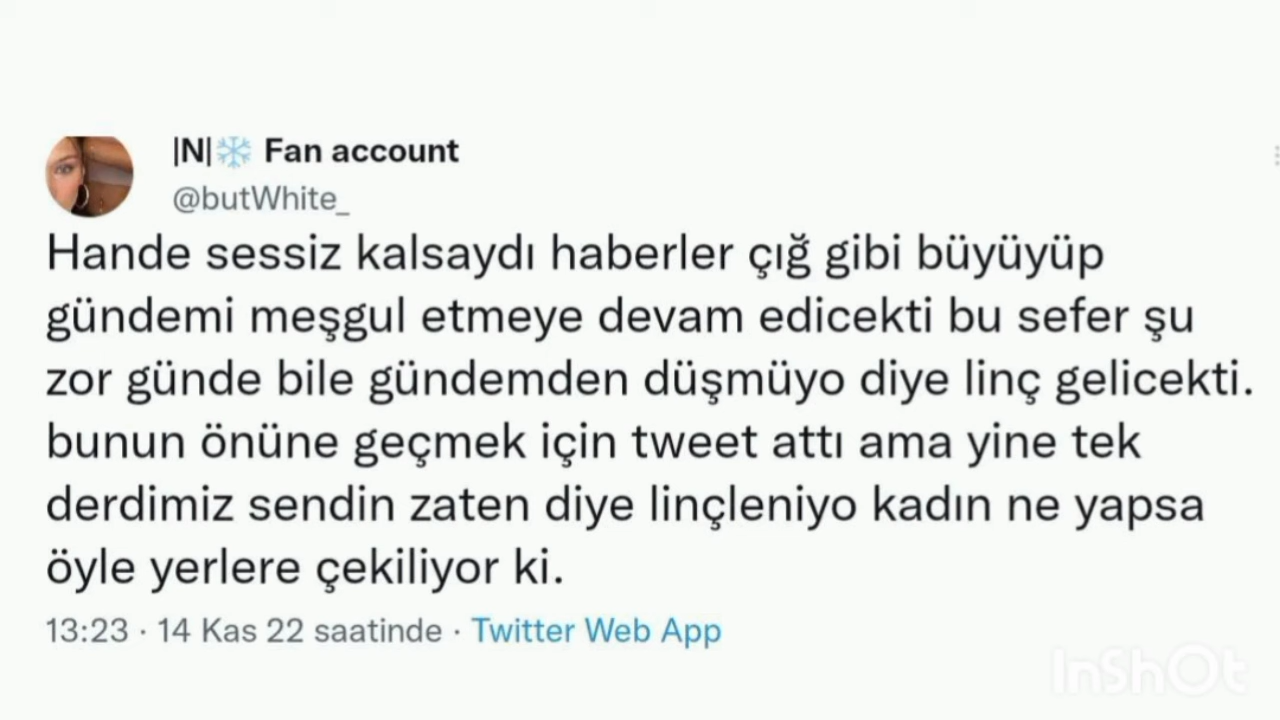 |N|❄️ Fan account
@butWhite_
Hande sessiz kalsaydı haberler çığ gibi büyüyüp
gündemi meşgul etmeye devam edicekti bu sefer şu
zor günde bile gündemden düşmüyo diye linç gelicekti.
bunun önüne geçmek için tweet attı ama yine tek
derdimiz sendin zaten diye linçleniyo kadın ne yapsa
öyle yerlere çekiliyor ki.
13:23 · 14 Kas 22 saatinde · Twitter Web App
InShOt